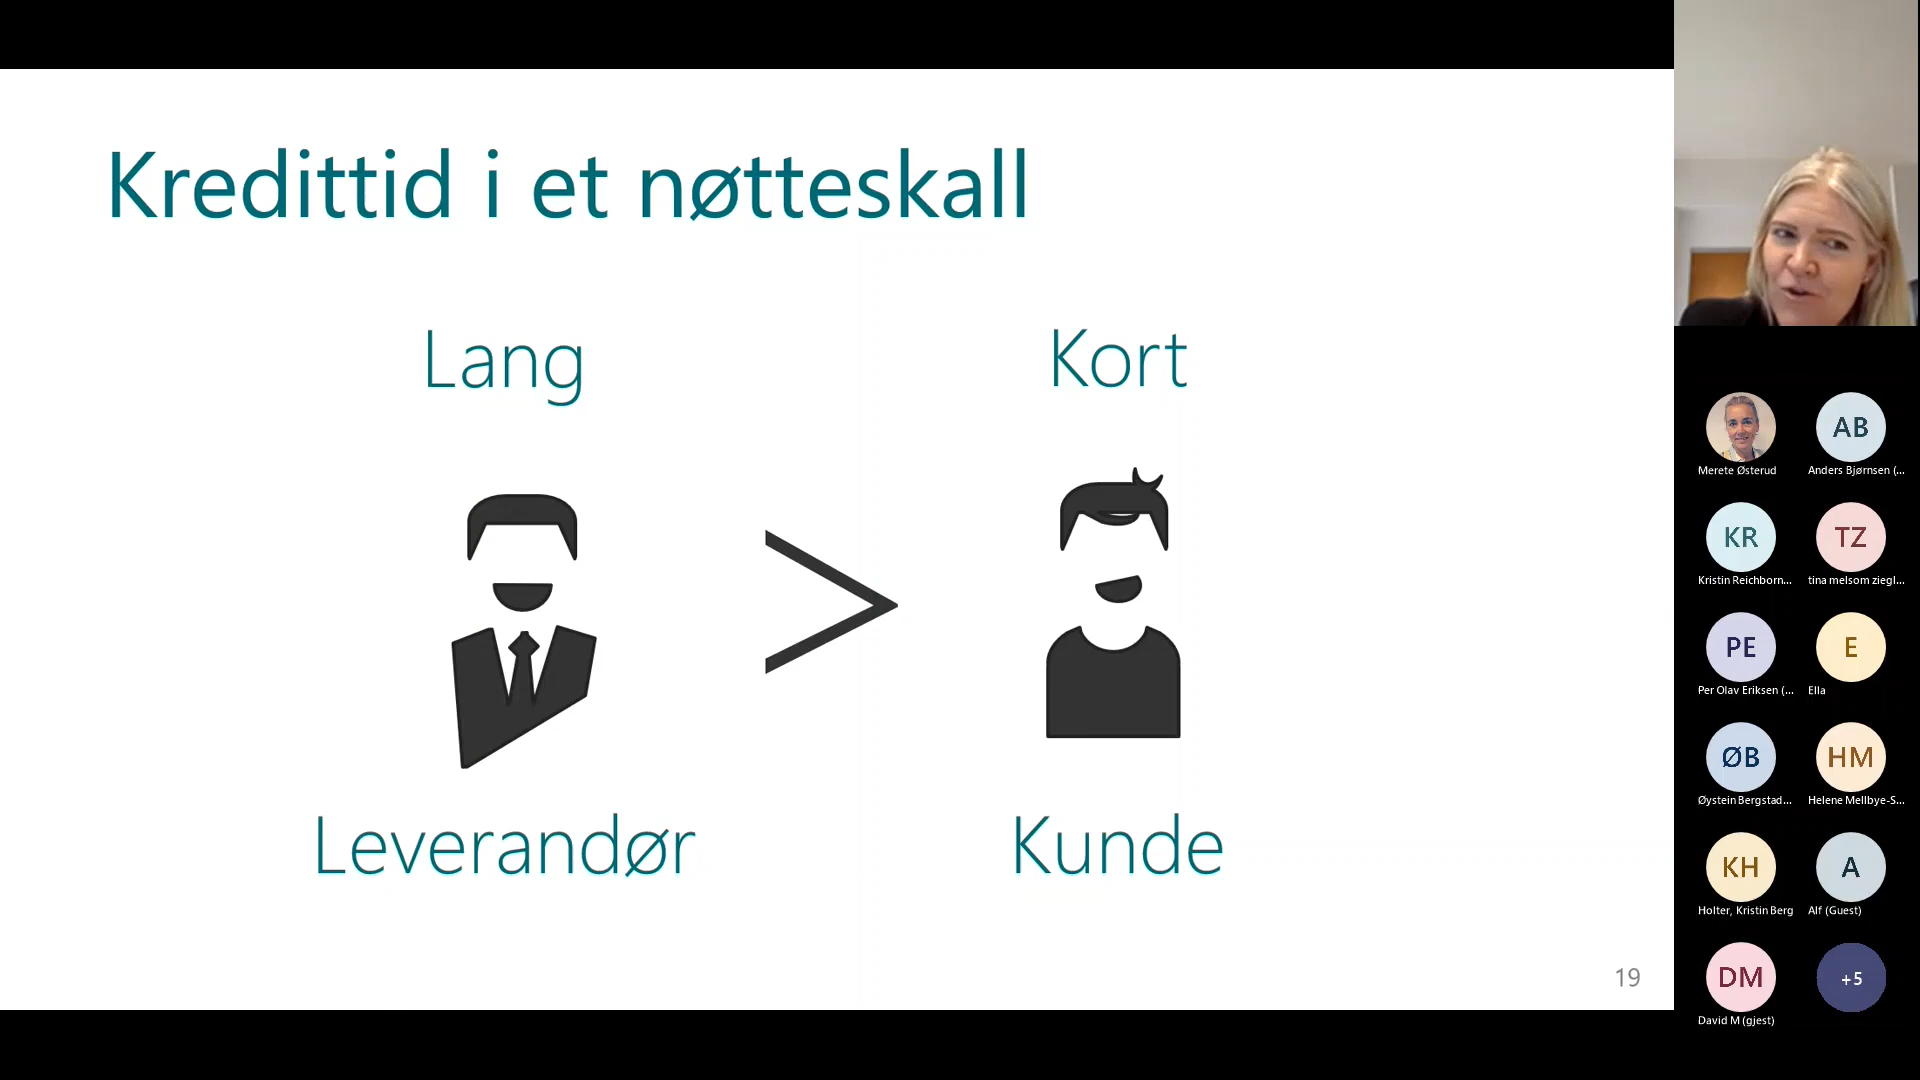 Kredittid i et nøtteskall
Lang
Kort
>
Leverandør
Kunde
19
Merete Østerud
AB
Anders Bjørnsen (...
KR
Kristin Reichborn...
TZ
tina melsom ziegl...
PE
Per Olav Eriksen (...
E
Ella
ØB
Øystein Bergstad...
HM
Helene Mellbye-S...
KH
Holter, Kristin Berg
A
Alf (Guest)
DM
David M (gjest)
+5